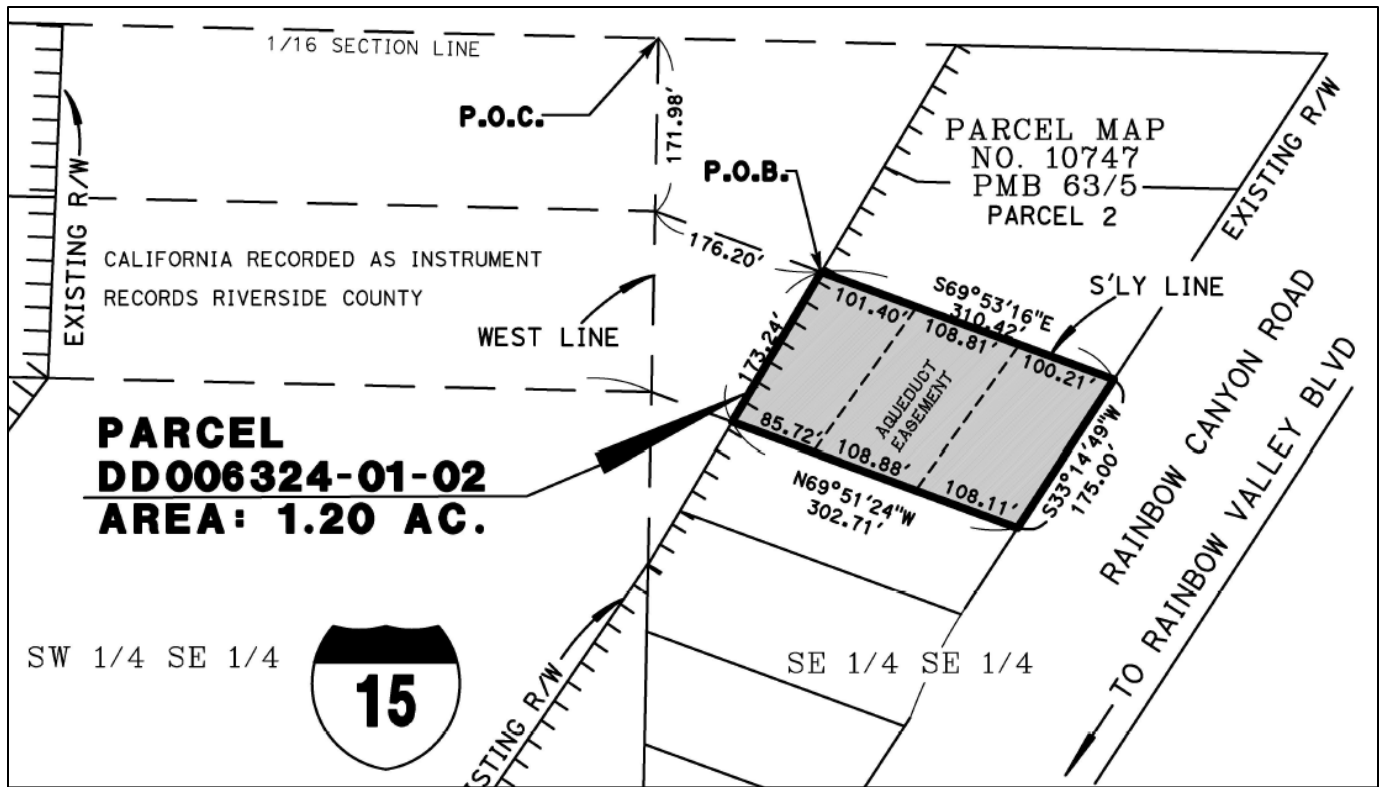 1/16 SECTION LINE
P.O.C.
171.98'
PARCEL MAP
NO. 10747
PMB 63/5
PARCEL 2
EXISTING R/W
P.O.B.
EXISTING R/W
176.20'
CALIFORNIA RECORDED AS INSTRUMENT
RECORDS RIVERSIDE COUNTY
WEST LINE
S69°53'16"E
310.42'
S'LY LINE
101.40'
108.81'
100.21'
173.24'
AQUEDUCT
EASEMENT
85.72'
108.88'
108.11'
N69°51'24"W
302.71'
S33°14'49"W
175.00'
RAINBOW CANYON ROAD
TO RAINBOW VALLEY BLVD
PARCEL
DD006324-01-02
AREA: 1.20 AC.
SW 1/4 SE 1/4
15
SE 1/4 SE 1/4
ISTING R/W